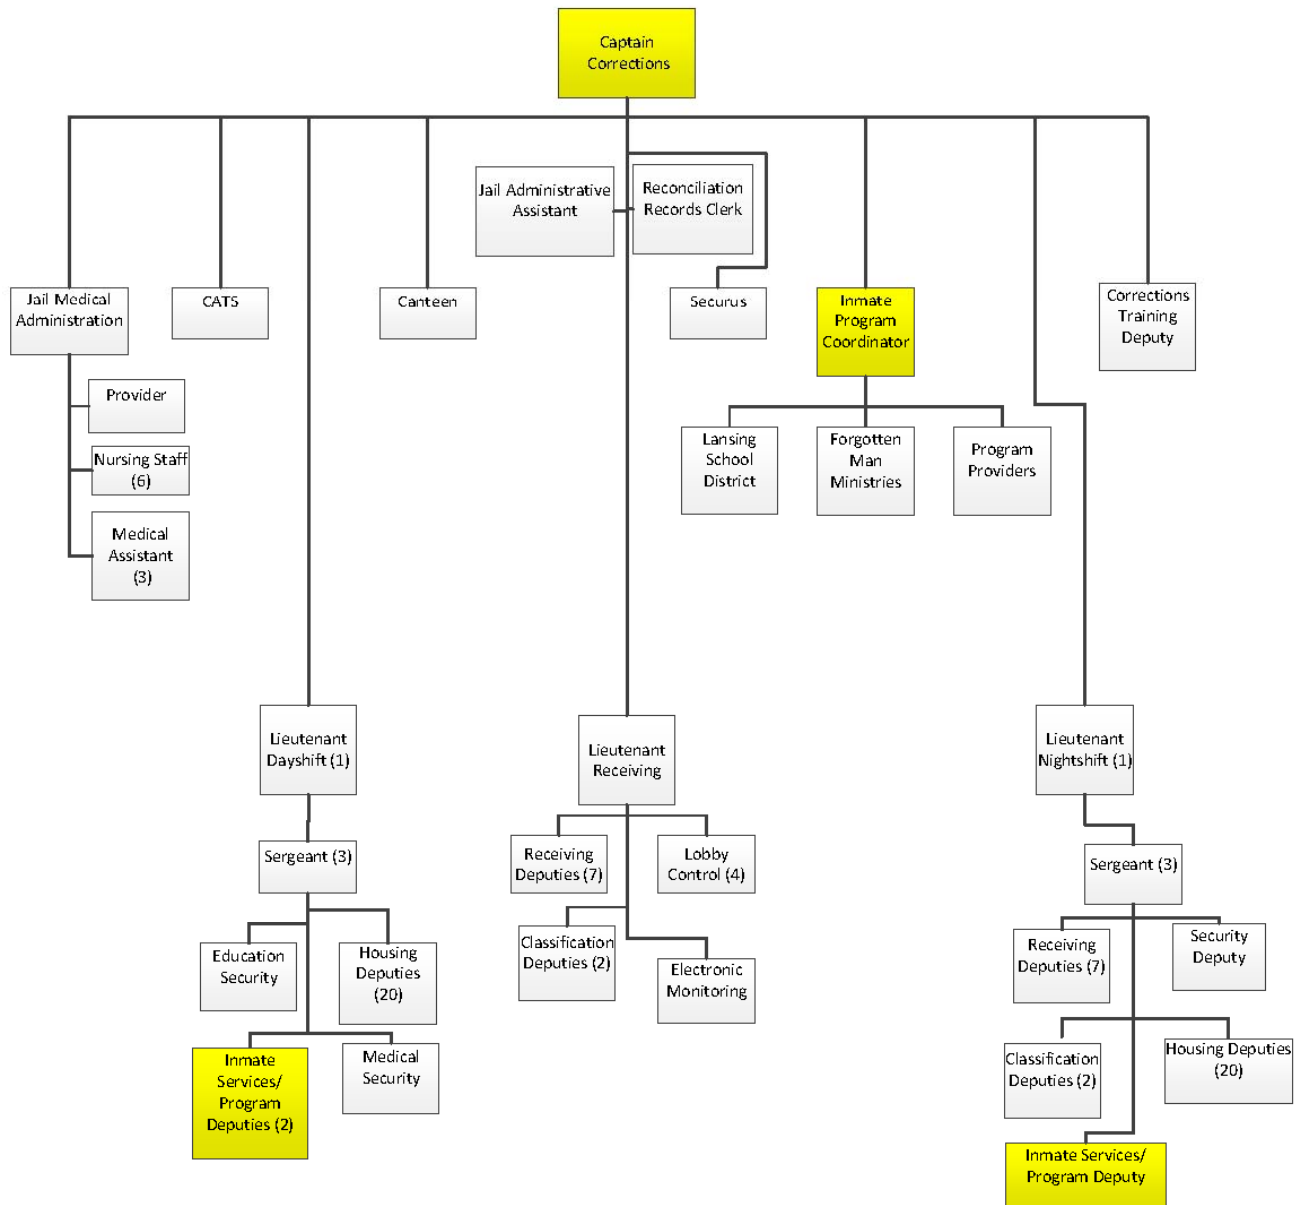 Captain
Corrections
Jail Administrative
Assistant
Reconciliation
Records Clerk
Jail Medical
Administration
CATS
Canteen
Securus
Inmate
Program
Coordinator
Corrections
Training
Deputy
Provider
Nursing Staff
(6)
Medical
Assistant
(3)
Lansing
School
District
Forgotten
Man
Ministries
Program
Providers
Lieutenant
Dayshift (1)
Lieutenant
Receiving
Lieutenant
Nightshift (1)
Sergeant (3)
Receiving
Deputies (7)
Lobby
Control (4)
Sergeant (3)
Education
Security
Housing
Deputies
(20)
Classification
Deputies (2)
Electronic
Monitoring
Receiving
Deputies (7)
Security
Deputy
Inmate
Services/
Program
Deputies (2)
Medical
Security
Classification
Deputies (2)
Housing Deputies
(20)
Inmate Services/
Program Deputy